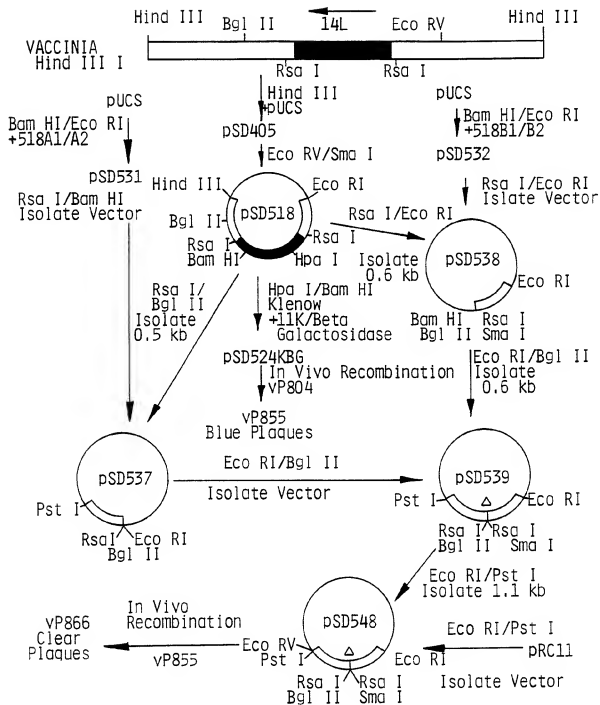 Hind III
Bgl II
14L
Eco RV
Hind III
VACCINIA
Hind III I
Rsa I
Rsa I
pUCS
Bam HI/Eco RI
+518A1/A2
pSD531
Rsa I/Bam HI
Isolate Vector
Hind III
+pUCS
pSD405
Eco RV/Sma I
pUCS
Bam HI/Eco RI
+518B1/B2
pSD532
Rsa I/Eco RI
Islate Vector
Hind III
Eco RI
pSD518
Bgl II
Rsa I
Bam HI
Rsa I
Hpa I
Rsa I/Eco RI
Isolate
0.6 kb
pSD538
Eco RI
Bam HI
Rsa I
Bgl II
Sma I
Rsa I/
Bgl II
Isolate
0.5 kb
Hpa I/Bam HI
Klenow
+11K/Beta
Galactosidase
pSD524KBG
In Vivo Recombination
vP804
vP855
Blue Plaques
Eco RI/Bgl II
Isolate
0.6 kb
pSD537
Pst I
RsaI
Eco RI
Bgl II
Eco RI/Bgl II
Isolate Vector
pSD539
Pst I
Eco RI
Rsa I
Rsa I
Bgl II
Sma I
Eco RI/Pst I
Isolate 1.1 kb
pSD548
Eco RV
Pst I
Eco RI
Rsa I
Rsa I
Bgl II
Sma I
Eco RI/Pst I
pRC11
Isolate Vector
In Vivo
Recombination
vP855
vP866
Clear
Plaques